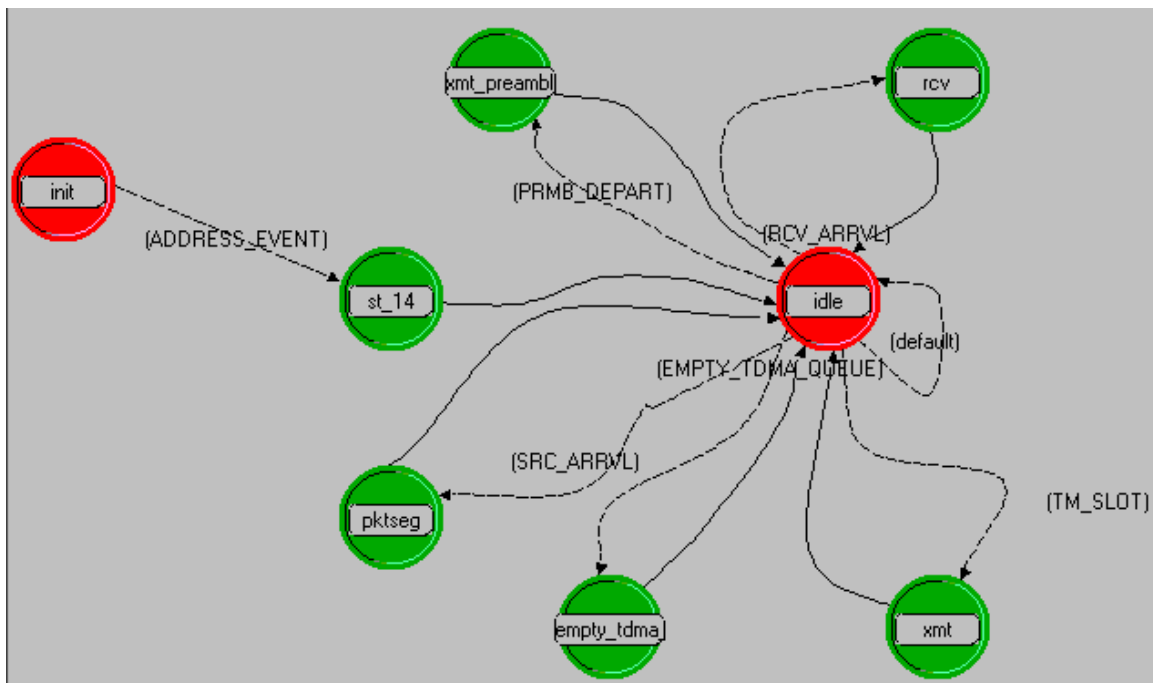 xmt_preambl
rcv
init
(PRMB_DEPART)
(ADDRESS_EVENT)
(RCV_ARRVL)
st_14
idle
(default)
(EMPTY_TDMA_QUEUE)
(SRC_ARRVL)
(TM_SLOT)
pktseg
empty_tdma
xmt